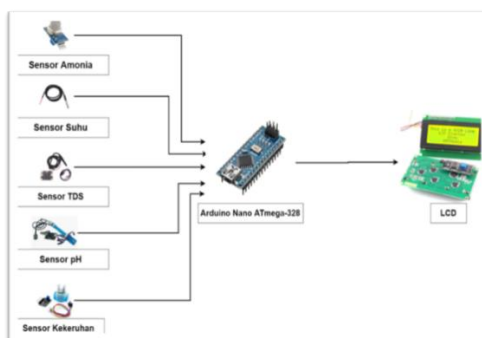 Sensor Amonia
Sensor Suhu
Sensor TDS
Sensor pH
Sensor Kekeruhan
Arduino Nano ATmega-328
LCD